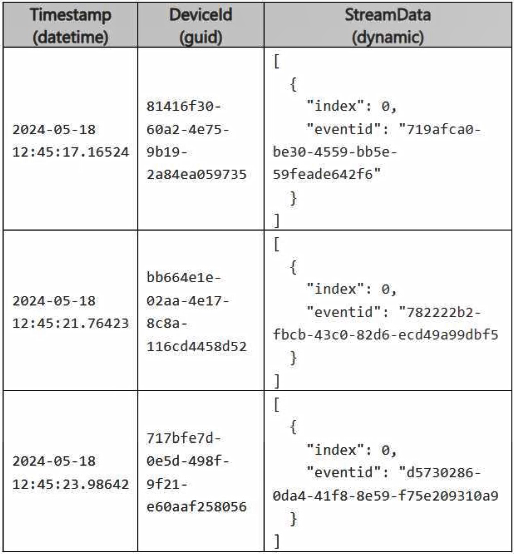 Timestamp
(datetime)
DeviceId
(guid)
StreamData
(dynamic)
2024-05-18
12:45:17.16524
81416f30-
60a2-4e75-
9b19-
2a84ea059735
[
{
"index": 0,
"eventid": "719afca0-
be30-4559-bb5e-
59feade642f6"
}
]
2024-05-18
12:45:21.76423
bb664e1e-
02aa-4e17-
8c8a-
116cd4458d52
[
{
"index": 0,
"eventid": "782222b2-
fbcb-43c0-82d6-ecd49a99dbf5
}
]
2024-05-18
12:45:23.98642
717bfe7d-
0e5d-498f-
9f21-
e60aaf258056
[
{
"index": 0,
"eventid": "d5730286-
0da4-41f8-8e59-f75e209310a9
}
]